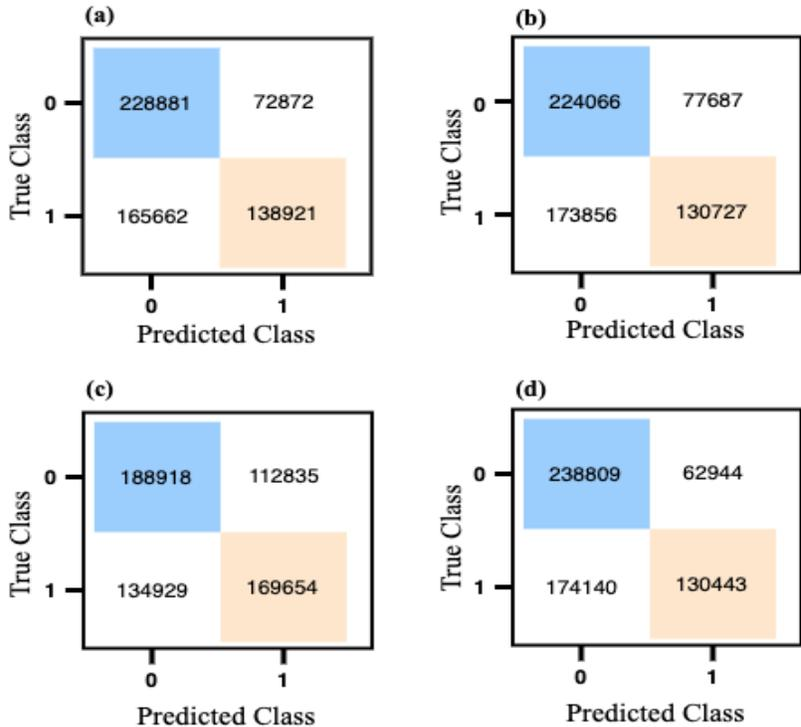 (a)
True Class
0 228881 72872
1 165662 138921
0 1
Predicted Class
(b)
True Class
0 224066 77687
1 173856 130727
0 1
Predicted Class
(c)
True Class
0 188918 112835
1 134929 169654
0 1
Predicted Class
(d)
True Class
0 238809 62944
1 174140 130443
0 1
Predicted Class